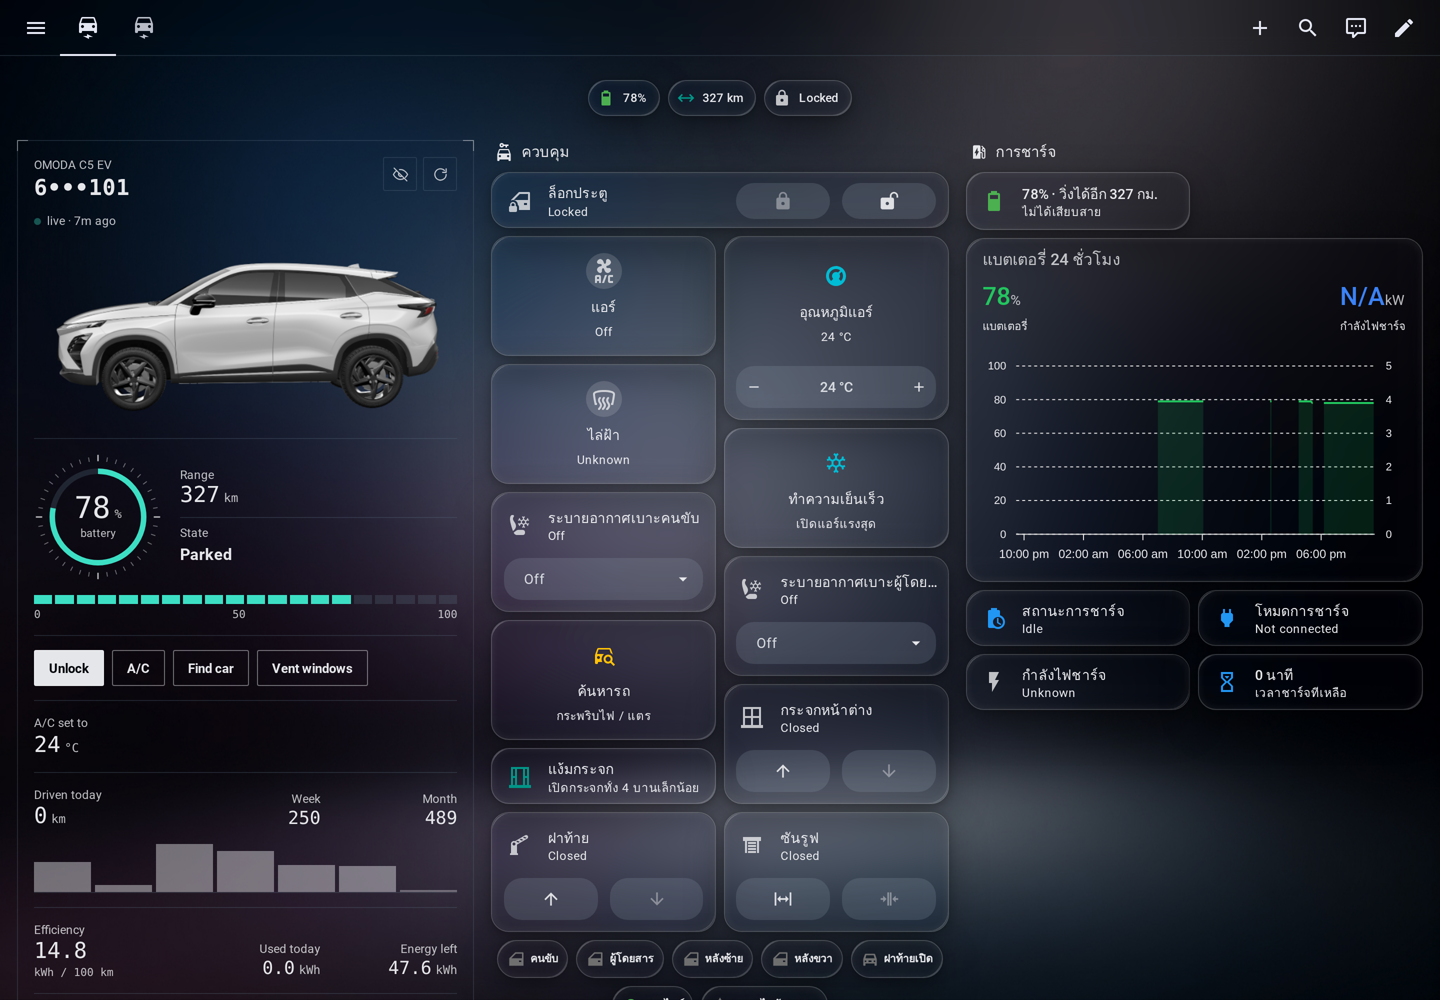 78%
327 km
Locked
OMODA C5 EV
6•••101
live · 7m ago
Range
327 km
78 %
battery
State
Parked
0 50 100
Unlock
A/C
Find car
Vent windows
A/C set to
24 °C
Driven today
0 km
Week
250
Month
489
Efficiency
14.8
kWh / 100 km
Used today
0.0 kWh
Energy left
47.6 kWh
ควบคุม
ล็อกประตู
Locked
A/C
แอร์
Off
อุณหภูมิแอร์
24 °C
24 °C
ไล่ฝ้า
Unknown
ทำความเย็นเร็ว
เปิดแอร์แรงสุด
ระบายอากาศเบาะคนขับ
Off
Off
ระบายอากาศเบาะผู้โดย...
Off
Off
ค้นหารถ
กระพริบไฟ / แตร
กระจกหน้าต่าง
Closed
แง้มกระจก
เปิดกระจกทั้ง 4 บานเล็กน้อย
ฝาท้าย
Closed
ซันรูฟ
Closed
คนขับ
ผู้โดยสาร
หลังซ้าย
หลังขวา
ฝาท้ายเปิด
การชาร์จ
78% · วิ่งได้อีก 327 กม.
ไม่ได้เสียบสาย
แบตเตอรี่ 24 ชั่วโมง
78%
แบตเตอรี่
N/A kW
กำลังไฟชาร์จ
100 5
80 4
60 3
40 2
20 1
0 0
10:00 pm 02:00 am 06:00 am 10:00 am 02:00 pm 06:00 pm
สถานะการชาร์จ
Idle
โหมดการชาร์จ
Not connected
กำลังไฟชาร์จ
Unknown
0 นาที
เวลาชาร์จที่เหลือ